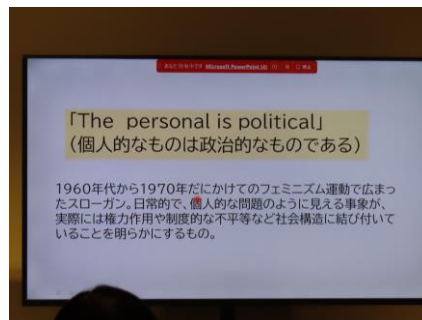 Microsoft PowerPoint
「The personal is political」
（個人的なものは政治的なものである）
1960年代から1970年だにかけてのフェミニズム運動で広まっ
たスローガン。日常的で、個人的な問題のように見える事象が、
実際には権力作用や制度的な不平等など社会構造に結び付いて
いることを明らかにするもの。